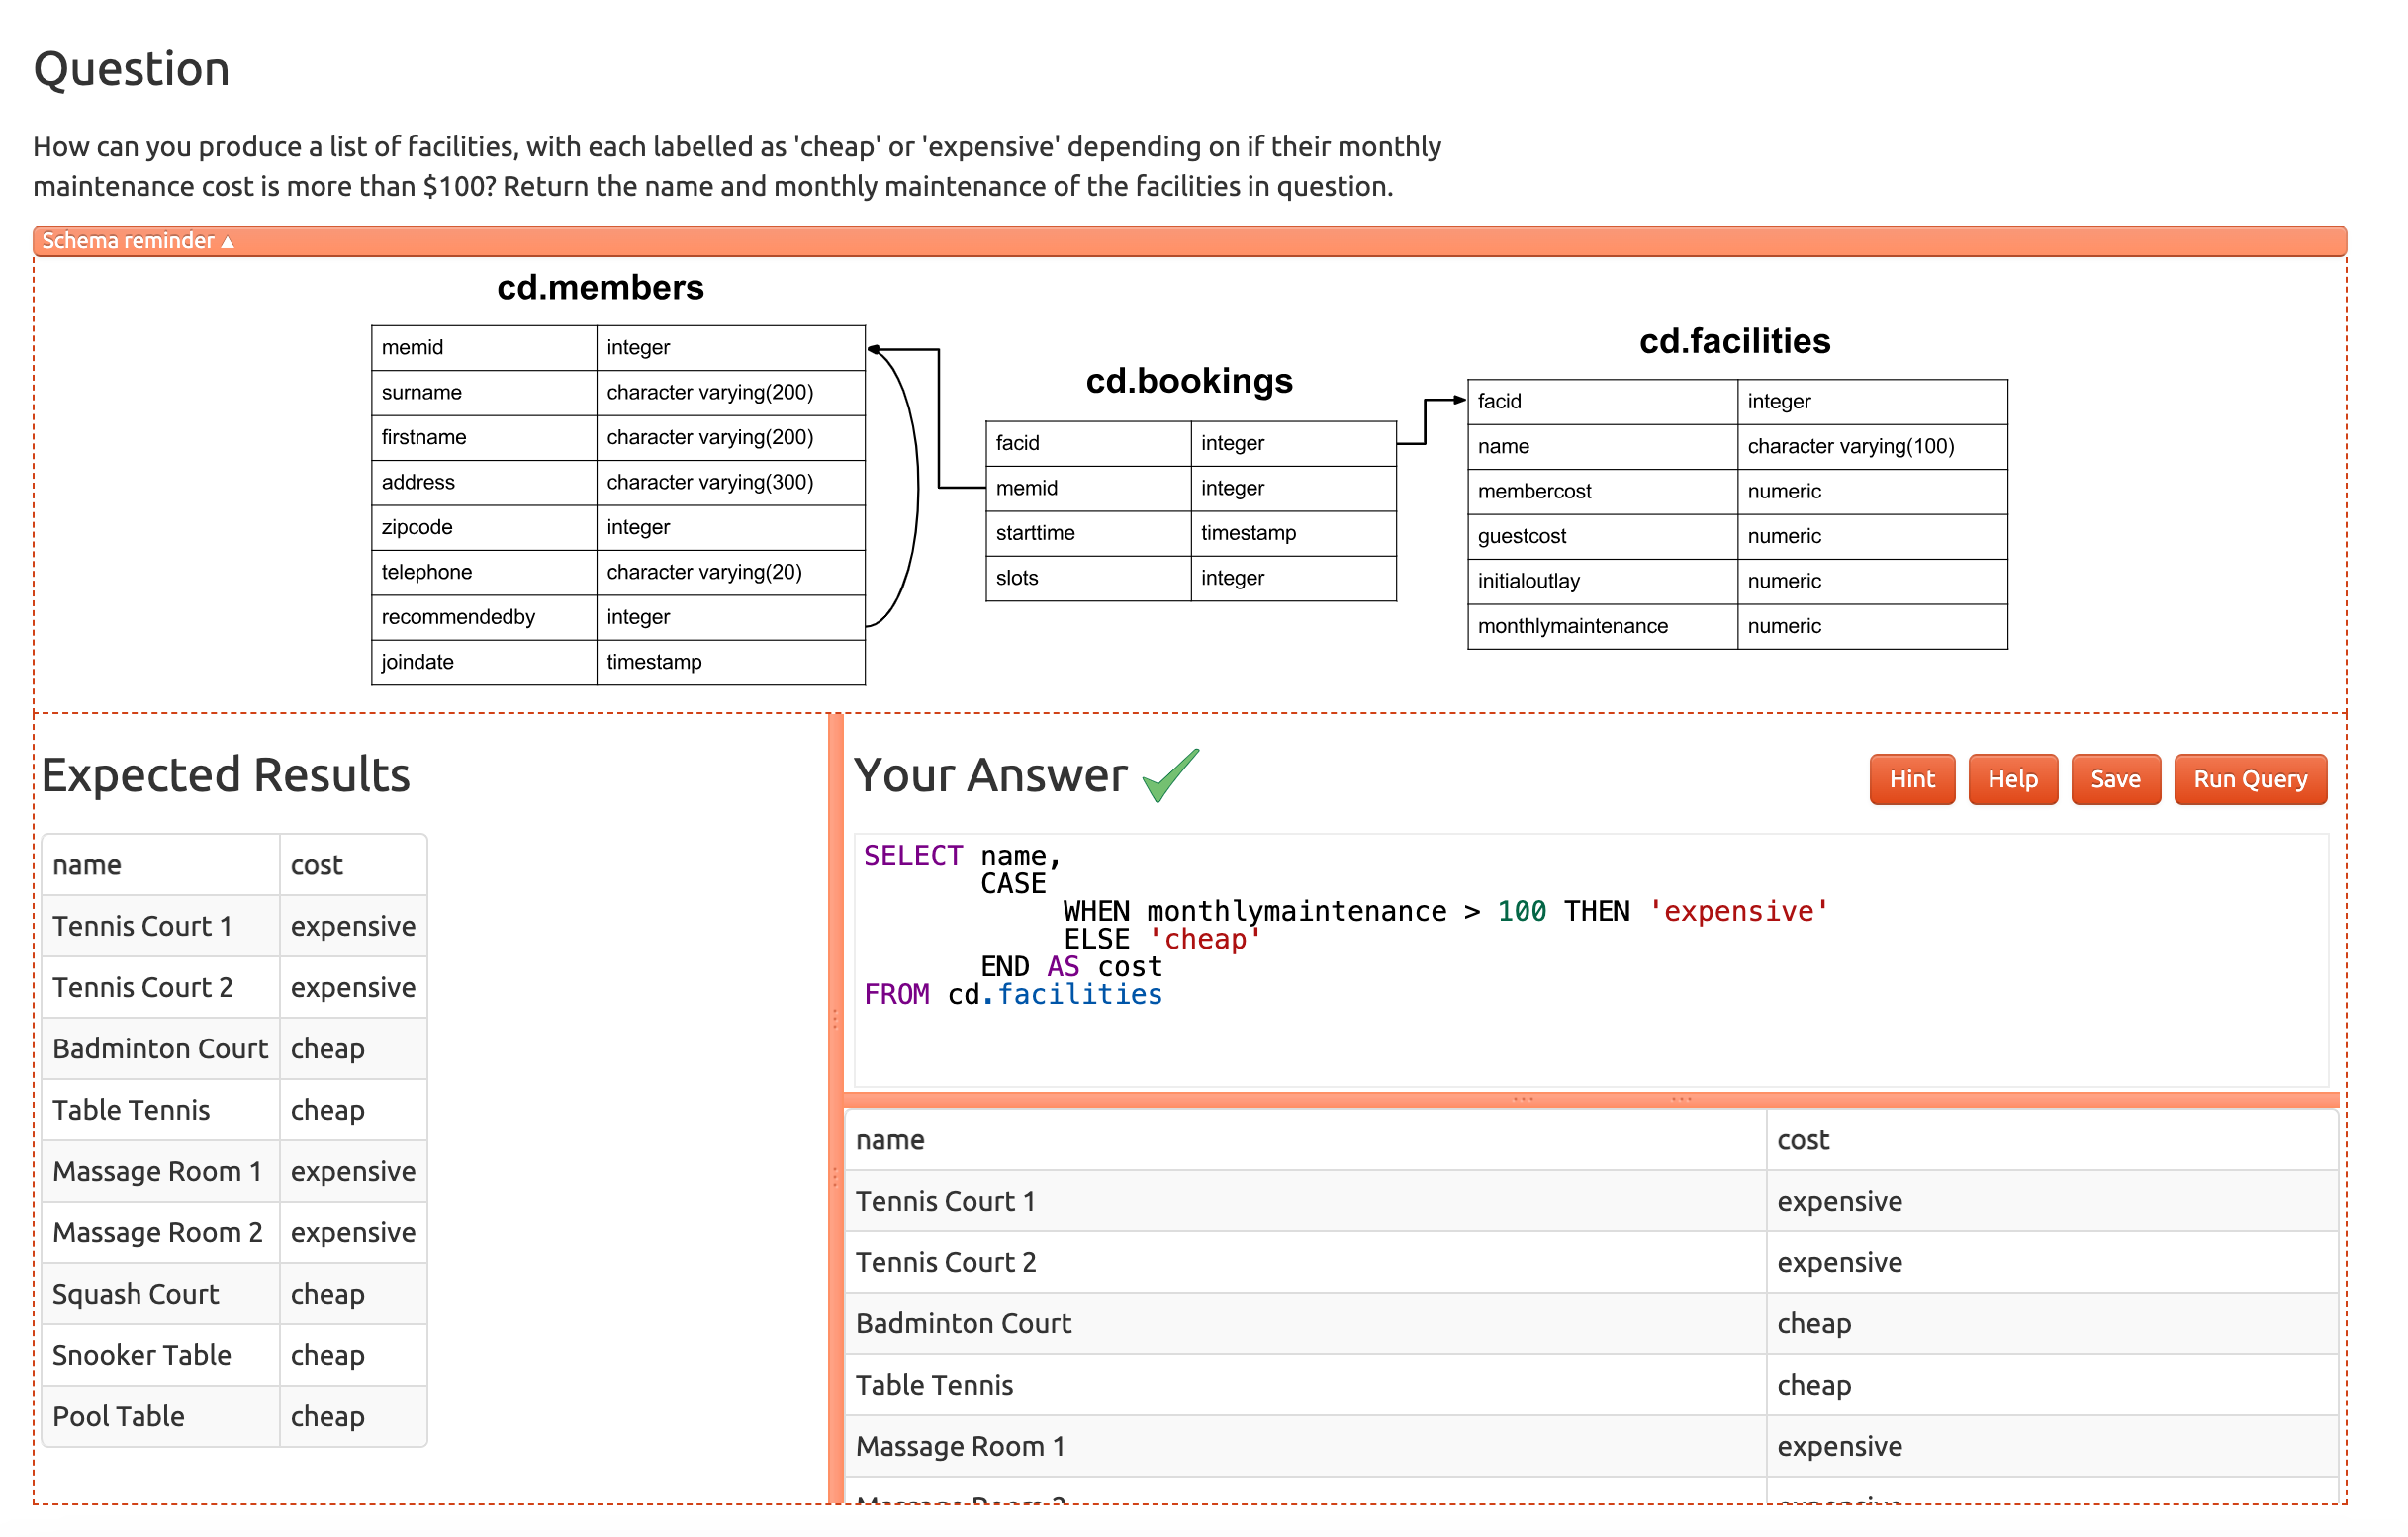 Question
How can you produce a list of facilities, with each labelled as 'cheap' or 'expensive' depending on if their monthly
maintenance cost is more than $100? Return the name and monthly maintenance of the facilities in question.
Schema reminder ▲
cd.members
memid integer
surname character varying(200)
firstname character varying(200)
address character varying(300)
zipcode integer
telephone character varying(20)
recommendedby integer
joindate timestamp
cd.bookings
facid integer
memid integer
starttime timestamp
slots integer
cd.facilities
facid integer
name character varying(100)
membercost numeric
guestcost numeric
initialoutlay numeric
monthlymaintenance numeric
Expected Results
name cost
Tennis Court 1 expensive
Tennis Court 2 expensive
Badminton Court cheap
Table Tennis cheap
Massage Room 1 expensive
Massage Room 2 expensive
Squash Court cheap
Snooker Table cheap
Pool Table cheap
Your Answer
Hint Help Save Run Query
SELECT name,
CASE
WHEN monthlymaintenance > 100 THEN 'expensive'
ELSE 'cheap'
END AS cost
FROM cd.facilities
name cost
Tennis Court 1 expensive
Tennis Court 2 expensive
Badminton Court cheap
Table Tennis cheap
Massage Room 1 expensive
Massage Room 2 expensive